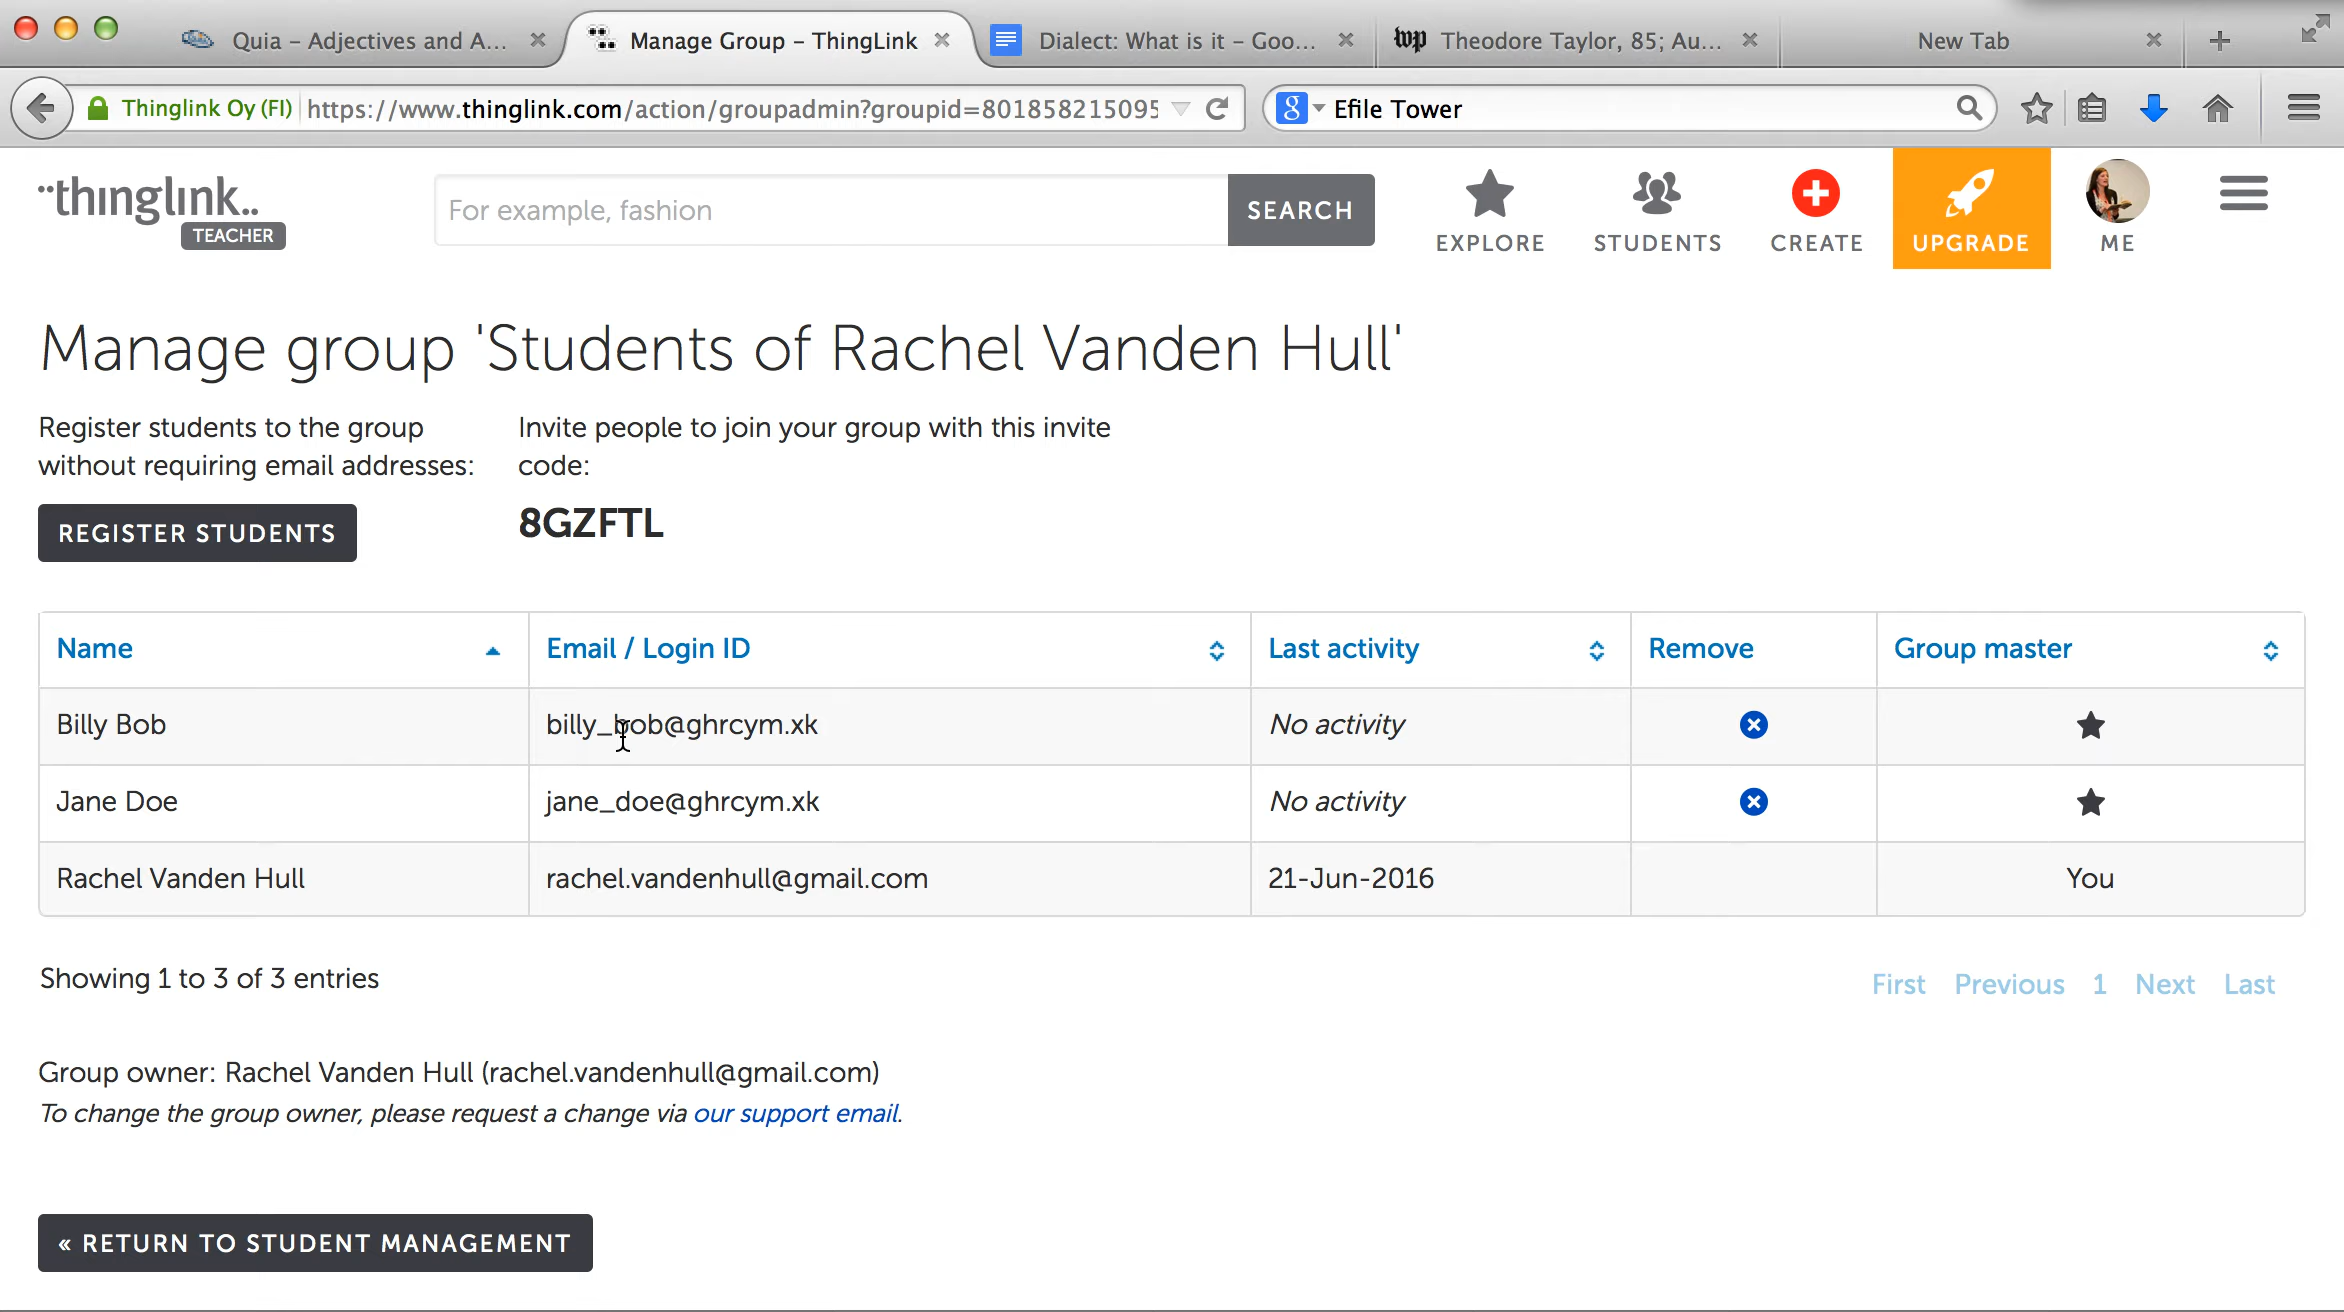 Quia – Adjectives and A...
Manage Group – ThingLink
Dialect: What is it – Goo...
wp Theodore Taylor, 85; Au...
New Tab
Thinglink Oy (FI)
https://www.thinglink.com/action/groupadmin?groupid=801858215095
Efile Tower
thinglink..
TEACHER
For example, fashion
SEARCH
EXPLORE
STUDENTS
CREATE
UPGRADE
ME
Manage group 'Students of Rachel Vanden Hull'
Register students to the group
without requiring email addresses:
REGISTER STUDENTS
Invite people to join your group with this invite
code:
8GZFTL
Name Email / Login ID Last activity Remove Group master
Billy Bob billy_bob@ghrcym.xk No activity
Jane Doe jane_doe@ghrcym.xk No activity
Rachel Vanden Hull rachel.vandenhull@gmail.com 21-Jun-2016 You
Showing 1 to 3 of 3 entries
First Previous 1 Next Last
Group owner: Rachel Vanden Hull (rachel.vandenhull@gmail.com)
To change the group owner, please request a change via our support email.
« RETURN TO STUDENT MANAGEMENT